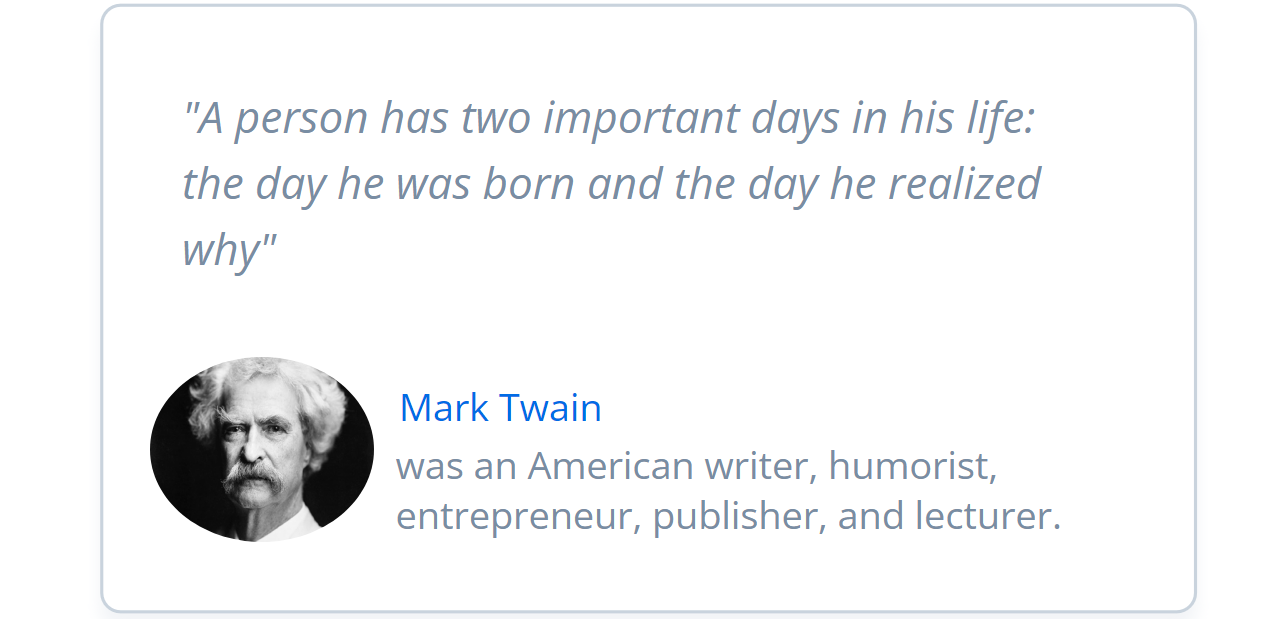 "A person has two important days in his life:
the day he was born and the day he realized
why"
Mark Twain
was an American writer, humorist,
entrepreneur, publisher, and lecturer.